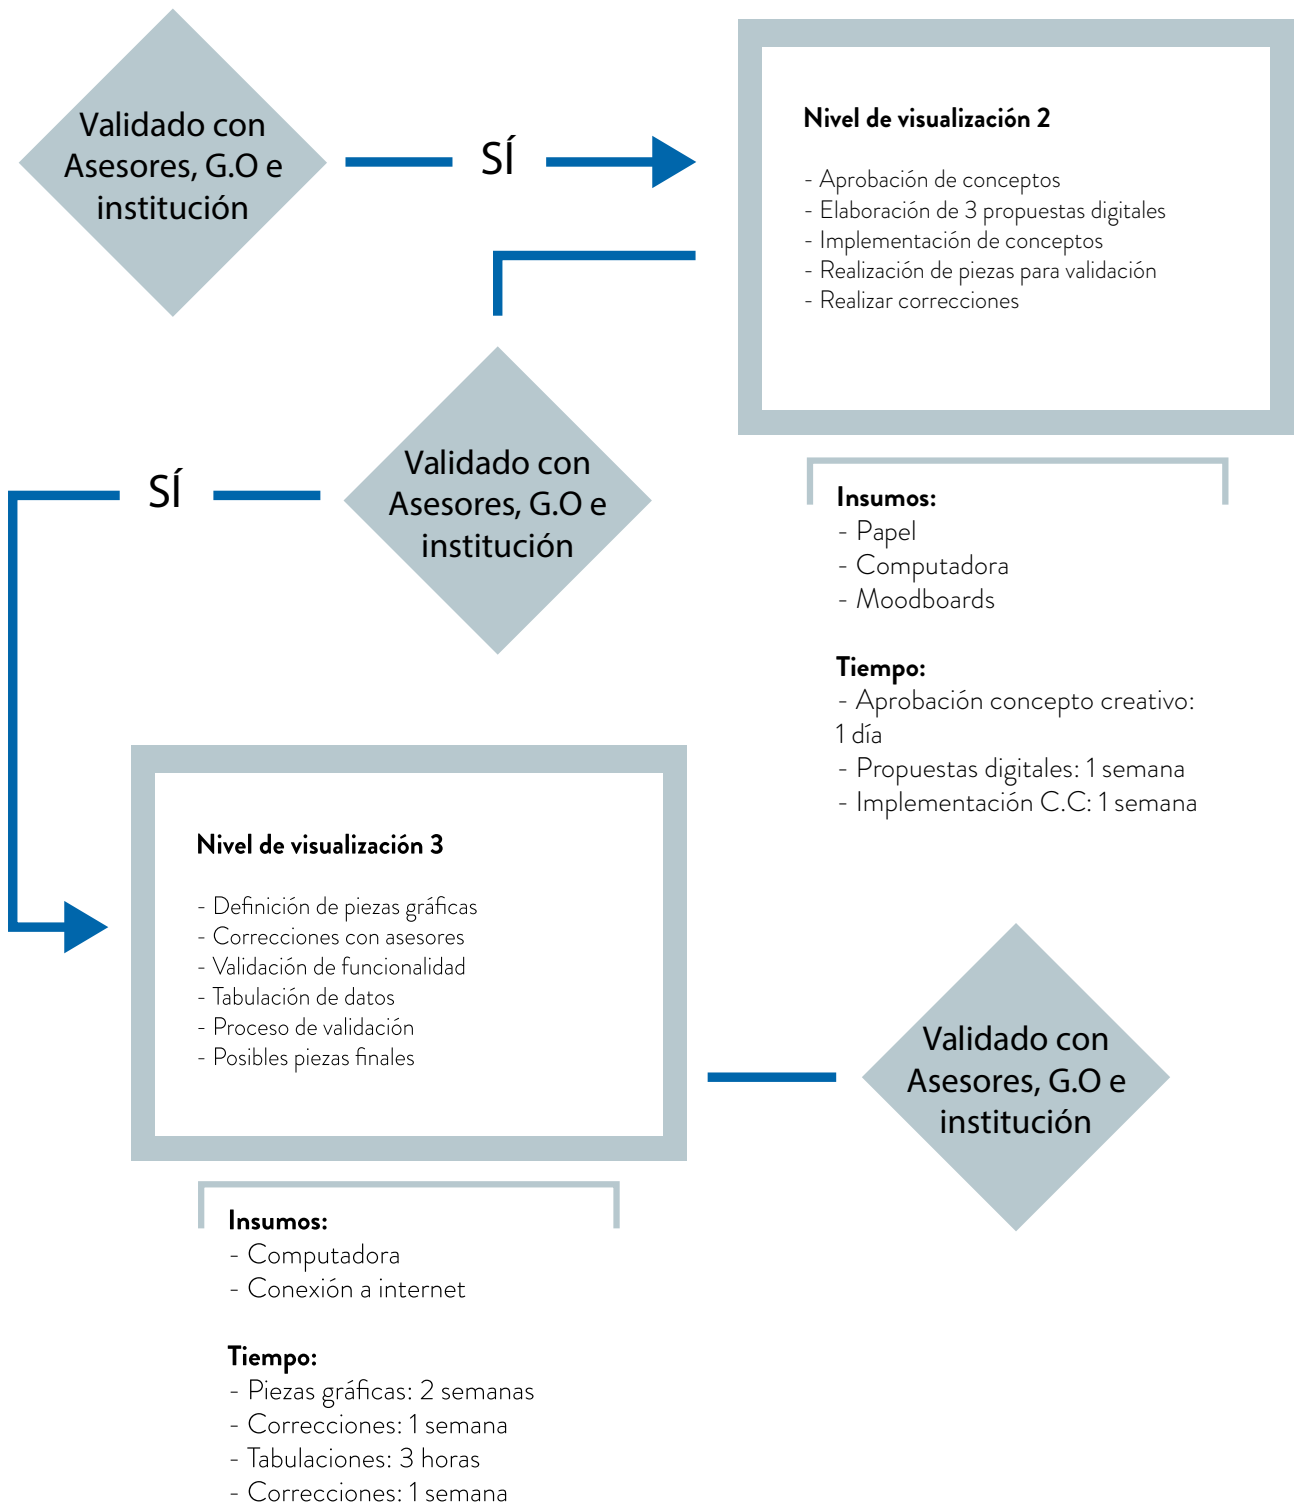 Validado con
Asesores, G.O e
institución
SÍ
Nivel de visualización 2
- Aprobación de conceptos
- Elaboración de 3 propuestas digitales
- Implementación de conceptos
- Realización de piezas para validación
- Realizar correcciones
Insumos:
- Papel
- Computadora
- Moodboards
Tiempo:
- Aprobación concepto creativo:
1 día
- Propuestas digitales: 1 semana
- Implementación C.C: 1 semana
Validado con
Asesores, G.O e
institución
SÍ
Nivel de visualización 3
- Definición de piezas gráficas
- Correcciones con asesores
- Validación de funcionalidad
- Tabulación de datos
- Proceso de validación
- Posibles piezas finales
Insumos:
- Computadora
- Conexión a internet
Tiempo:
- Piezas gráficas: 2 semanas
- Correcciones: 1 semana
- Tabulaciones: 3 horas
- Correcciones: 1 semana
Validado con
Asesores, G.O e
institución